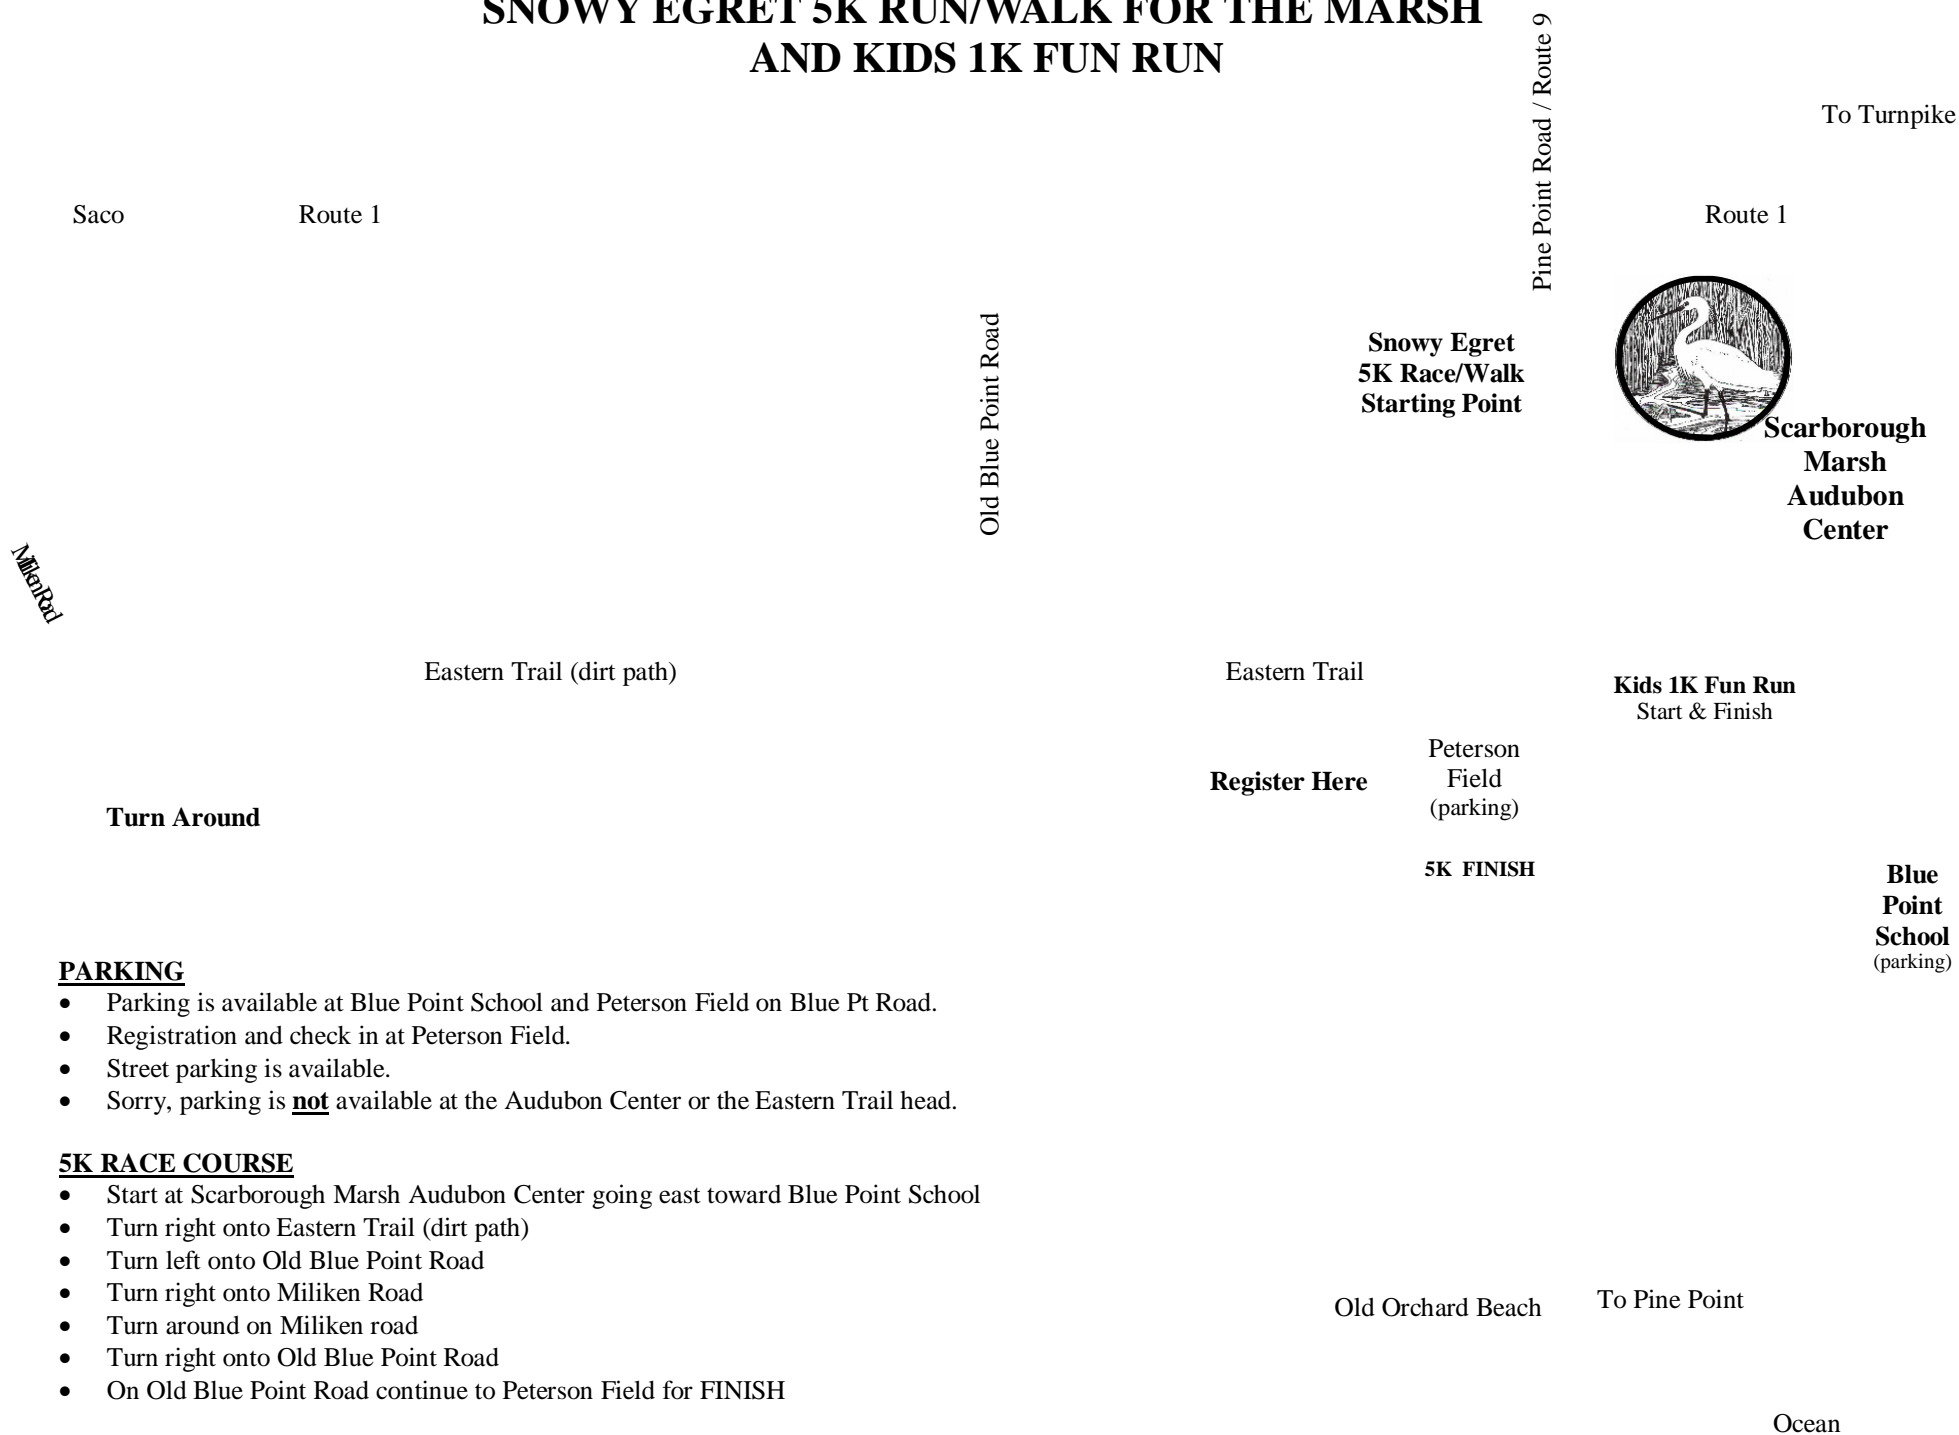 SNOWY EGRET 5K RUN/WALK FOR THE MARSH
AND KIDS 1K FUN RUN
Pine Point Road / Route 9
To Turnpike
Saco
Route 1
Route 1
Old Blue Point Road
Snowy Egret
5K Race/Walk
Starting Point
Scarborough
Marsh
Audubon
Center
Miliken Road
Eastern Trail (dirt path)
Eastern Trail
Kids 1K Fun Run
Start & Finish
Peterson
Field
(parking)
Register Here
Turn Around
5K FINISH
Blue
Point
School
(parking)
PARKING
• Parking is available at Blue Point School and Peterson Field on Blue Pt Road.
• Registration and check in at Peterson Field.
• Street parking is available.
• Sorry, parking is not available at the Audubon Center or the Eastern Trail head.
5K RACE COURSE
• Start at Scarborough Marsh Audubon Center going east toward Blue Point School
• Turn right onto Eastern Trail (dirt path)
• Turn left onto Old Blue Point Road
• Turn right onto Miliken Road
• Turn around on Miliken road
• Turn right onto Old Blue Point Road
• On Old Blue Point Road continue to Peterson Field for FINISH
Old Orchard Beach
To Pine Point
Ocean